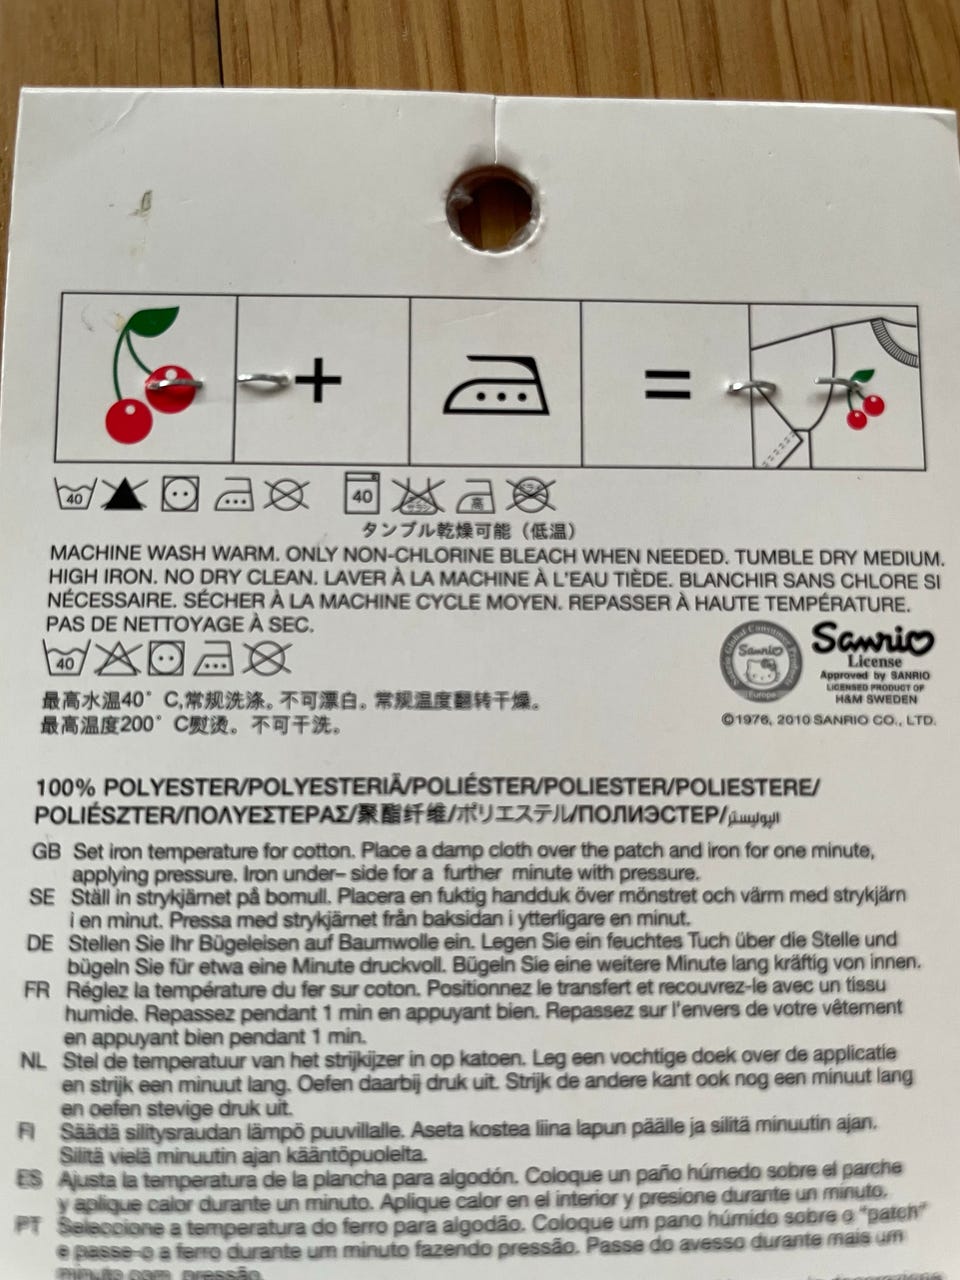 +
=
40
40
サラシ
高
ドライ
タンブル乾燥可能（低温）
MACHINE WASH WARM. ONLY NON-CHLORINE BLEACH WHEN NEEDED. TUMBLE DRY MEDIUM.
HIGH IRON. NO DRY CLEAN. LAVER À LA MACHINE À L'EAU TIÈDE. BLANCHIR SANS CHLORE SI
NÉCESSAIRE. SÉCHER À LA MACHINE CYCLE MOYEN. REPASSER À HAUTE TEMPÉRATURE.
PAS DE NETTOYAGE À SEC.
40
最高水温40°C,常规洗涤。不可漂白。常规温度翻转干燥。
最高温度200°C熨烫。不可干洗。
Sanrio
Europe
Sanrio
License
Approved by SANRIO
LICENSED PRODUCT OF
H&M SWEDEN
©1976, 2010 SANRIO CO., LTD.
100% POLYESTER/POLYESTERIÄ/POLIÉSTER/POLIESTER/POLIESTERE/
POLIÉSZTER/ΠΟΛΥΕΣΤΕΡΑΣ/聚酯纤维/ポリエステル/ПОЛИЭСТЕР/البوليستر
GB Set iron temperature for cotton. Place a damp cloth over the patch and iron for one minute,
applying pressure. Iron under– side for a further minute with pressure.
SE Ställ in strykjärnet på bomull. Placera en fuktig handduk över mönstret och värm med strykjärn
i en minut. Pressa med strykjärnet från baksidan i ytterligare en minut.
DE Stellen Sie Ihr Bügeleisen auf Baumwolle ein. Legen Sie ein feuchtes Tuch über die Stelle und
bügeln Sie für etwa eine Minute druckvoll. Bügeln Sie eine weitere Minute lang kräftig von innen.
FR Réglez la température du fer sur coton. Positionnez le transfert et recouvrez-le avec un tissu
humide. Repassez pendant 1 min en appuyant bien. Repassez sur l'envers de votre vêtement
en appuyant bien pendant 1 min.
NL Stel de temperatuur van het strijkijzer in op katoen. Leg een vochtige doek over de applicatie
en strijk een minuut lang. Oefen daarbij druk uit. Strijk de andere kant ook nog een minuut lang
en oefen stevige druk uit.
FI Säädä silitysraudan lämpö puuvillalle. Aseta kostea liina lapun päälle ja silitä minuutin ajan.
Silitä vielä minuutin ajan kääntöpuolelta.
ES Ajusta la temperatura de la plancha para algodón. Coloque un paño húmedo sobre el parche
y aplique calor durante un minuto. Aplique calor en el interior y presione durante un minuto.
PT Seleccione a temperatura do ferro para algodão. Coloque um pano húmido sobre o "patch"
e passe-o a ferro durante um minuto fazendo pressão. Passe do avesso durante mais um
minuto com pressão.